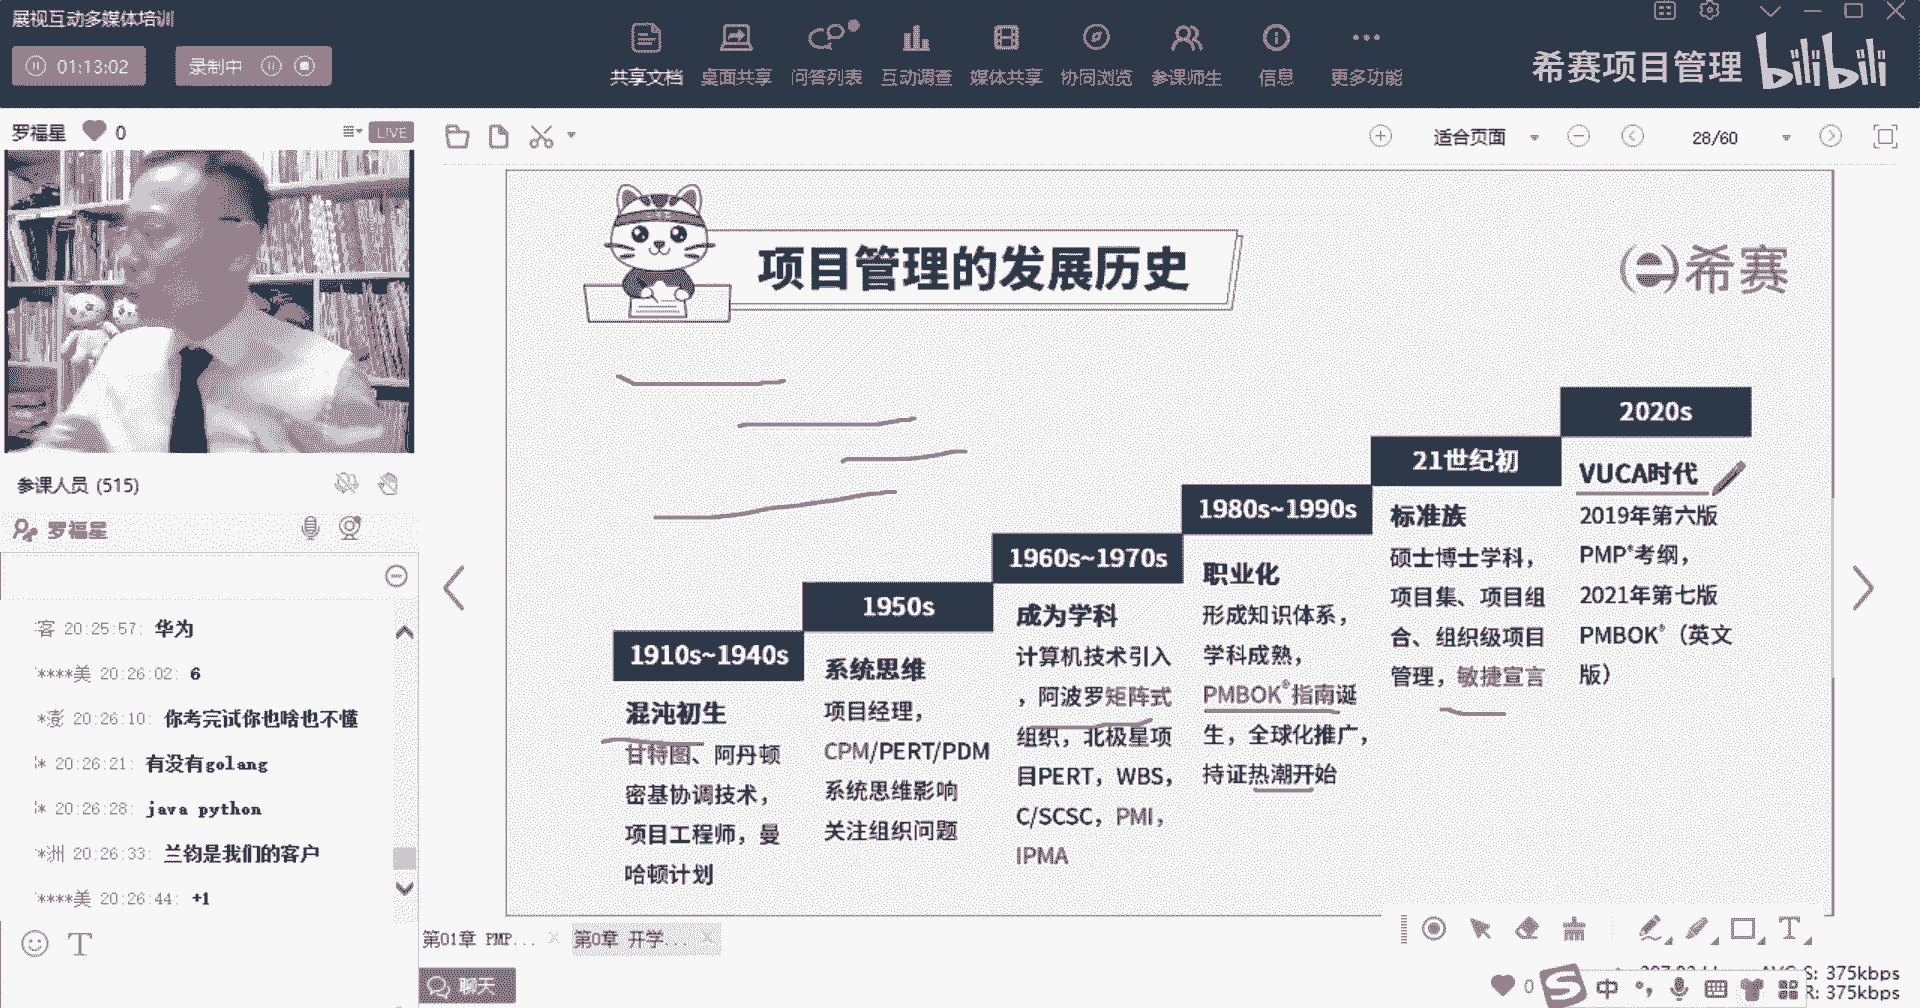 展视互动多媒体培训
01:13:02
录制中
共享文档
桌面共享
问答列表
互动调查
媒体共享
协同浏览
参课师生
信息
更多功能
希赛项目管理 bilibili
罗福星 0
LIVE
适合页面
28/60
项目管理的发展历史
希赛
1910s~1940s
混沌初生
甘特图、阿丹顿
密基协调技术，
项目工程师，曼
哈顿计划
1950s
系统思维
项目经理，
CPM/PERT/PDM
系统思维影响
关注组织问题
1960s~1970s
成为学科
计算机技术引入
，阿波罗矩阵式
组织，北极星项
目PERT，WBS，
C/SCSC，PMI，
IPMA
1980s~1990s
职业化
形成知识体系，
学科成熟，
PMBOK®指南诞
生，全球化推广，
持证热潮开始
21世纪初
标准族
硕士博士学科，
项目集、项目组
合、组织级项目
管理，敏捷宣言
2020s
VUCA时代
2019年第六版
PMP®考纲，
2021年第七版
PMBOK®（英文
版）
参课人员 (515)
罗福星
客 20:25:57: 华为
****美 20:26:02: 6
*澎 20:26:10: 你考完试你也啥也不懂
* 20:26:21: 有没有golang
* 20:26:28: java python
*洲 20:26:33: 兰钧是我们的客户
****美 20:26:44: +1
第01章 PMP...
第0章 开学...
聊天
0
中
S: 375kbps
R: 375kbps